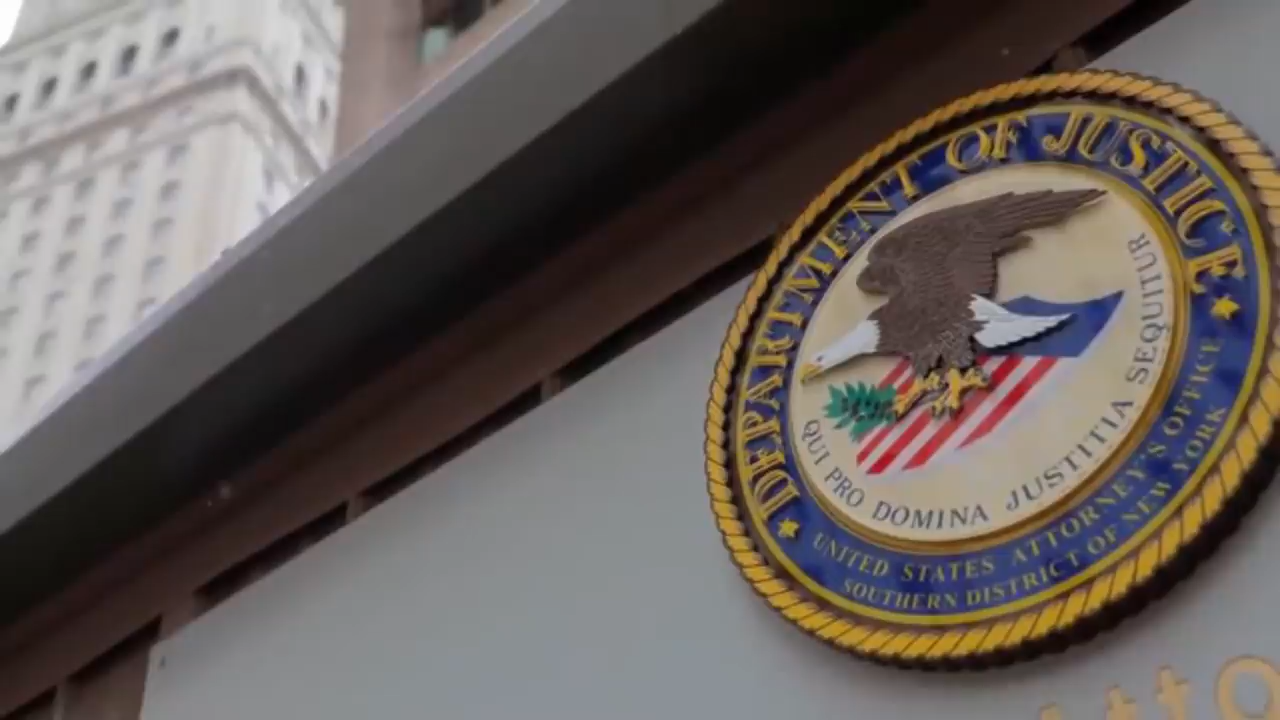 DEPARTMENT OF JUSTICE
QUI PRO DOMINA JUSTITIA SEQUITUR
UNITED STATES ATTORNEY'S OFFICE
SOUTHERN DISTRICT OF NEW YORK